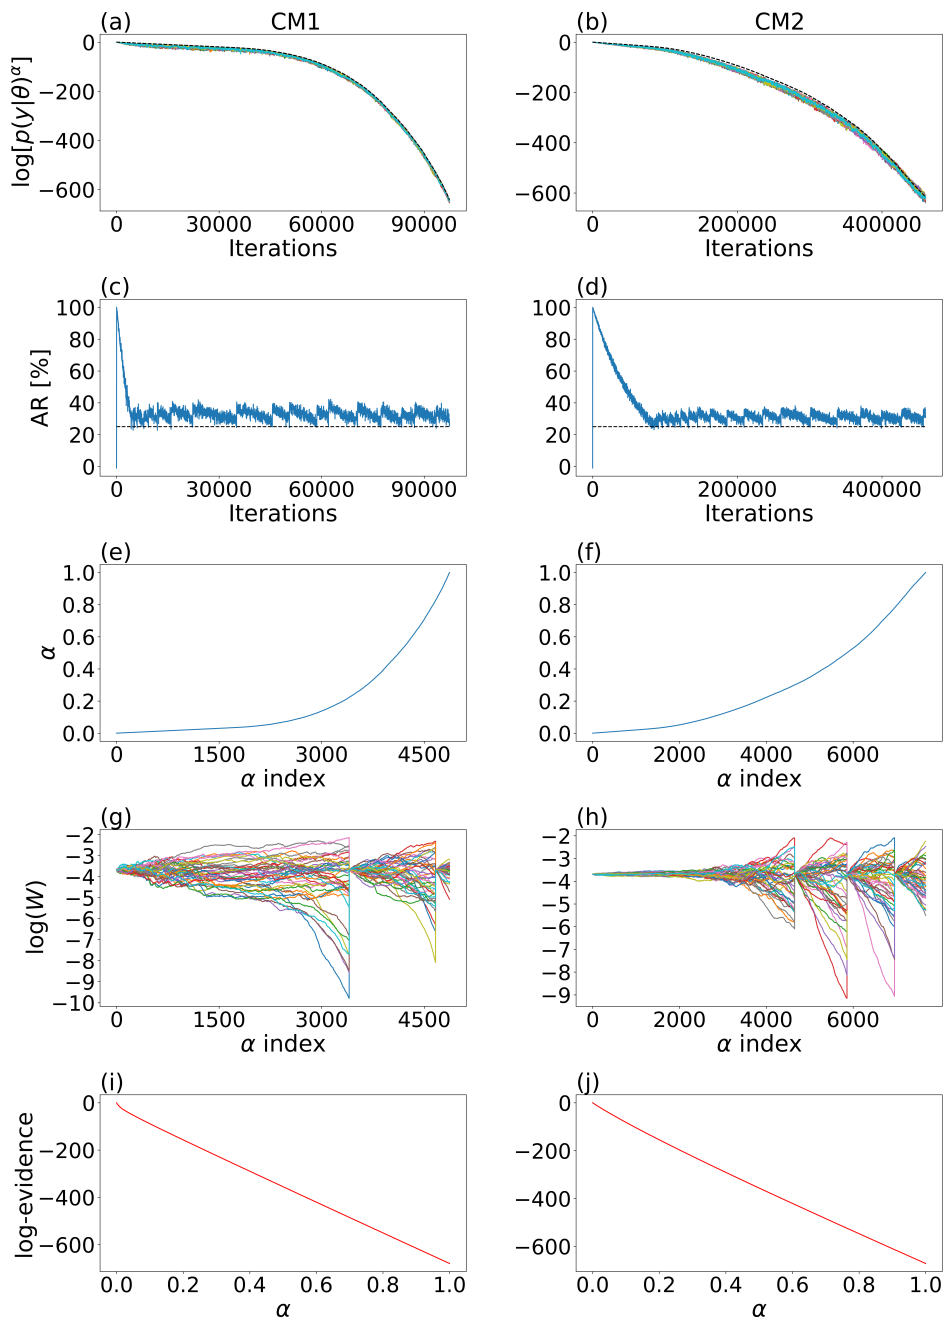 CM1
CM2
(a)
(b)
log[p(y|θ)^α]
0
−200
−400
−600
0
−200
−400
−600
0 30000 60000 90000
0 200000 400000
Iterations
Iterations
(c)
(d)
AR [%]
100
80
60
40
20
0
100
80
60
40
20
0
0 30000 60000 90000
0 200000 400000
Iterations
Iterations
(e)
(f)
α
1.0
0.8
0.6
0.4
0.2
0.0
1.0
0.8
0.6
0.4
0.2
0.0
0 1500 3000 4500
0 2000 4000 6000
α index
α index
(g)
(h)
log(W)
−2
−3
−4
−5
−6
−7
−8
−9
−10
−2
−3
−4
−5
−6
−7
−8
−9
0 1500 3000 4500
0 2000 4000 6000
α index
α index
(i)
(j)
log-evidence
0
−200
−400
−600
0
−200
−400
−600
0.0 0.2 0.4 0.6 0.8 1.0
0.0 0.2 0.4 0.6 0.8 1.0
α
α